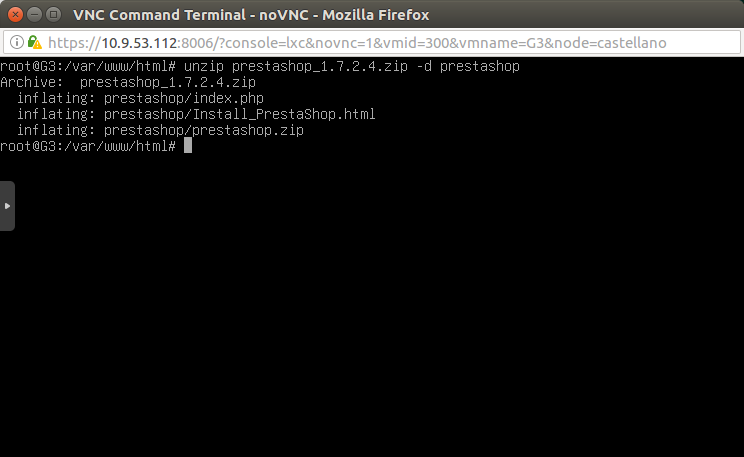 VNC Command Terminal - noVNC - Mozilla Firefox
https://10.9.53.112:8006/?console=lxc&novnc=1&vmid=300&vmname=G3&node=castellano
root@G3:/var/www/html# unzip prestashop_1.7.2.4.zip -d prestashop
Archive:  prestashop_1.7.2.4.zip
  inflating: prestashop/index.php
  inflating: prestashop/Install_PrestaShop.html
  inflating: prestashop/prestashop.zip
root@G3:/var/www/html#